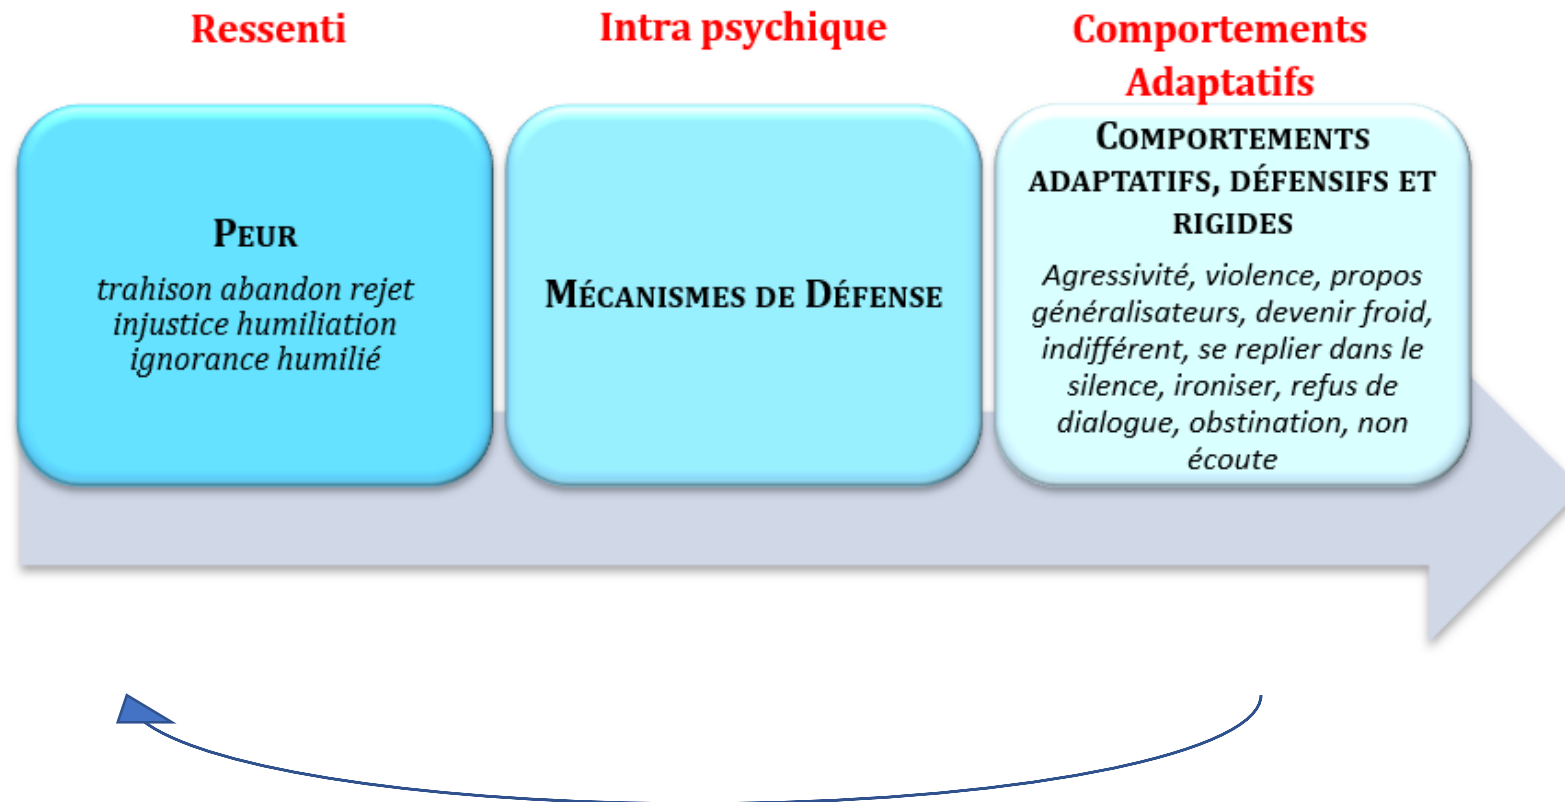 Ressenti
Intra psychique
Comportements
Adaptatifs
PEUR
trahison abandon rejet
injustice humiliation
ignorance humilié
MÉCANISMES DE DÉFENSE
COMPORTEMENTS
ADAPTATIFS, DÉFENSIFS ET
RIGIDES
Agressivité, violence, propos
généralisateurs, devenir froid,
indifférent, se replier dans le
silence, ironiser, refus de
dialogue, obstination, non
écoute